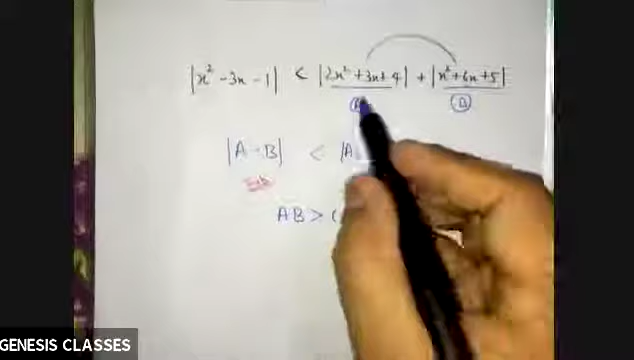 |x² - 3x - 1| < |2x² + 3x + 4| + |x² + 6x + 5|
B
|A - B| < |A
AB > 0
GENESIS CLASSES